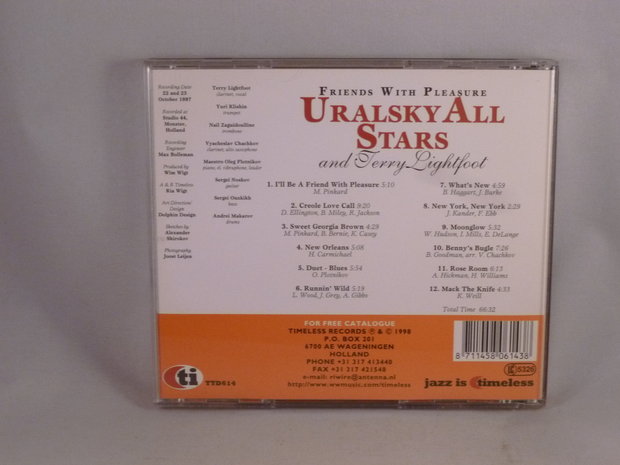 Recording Date
22 and 23
October 1997
Recorded at
Studio 44,
Monster,
Holland
Recording
Engineer
Max Bolleman
Produced by
Wim Wigt
A & R Timeless
Ria Wigt
Art Direction/
Design
Dolphin Design
Sketches by
Alexander
Shirokov
Photography
Joost Leijen
Terry Lightfoot
clarinet, vocal
Yuri Klishin
trumpet
Nail Zagaidoulline
trombone
Vyacheslav Chachkov
clarinet, alto saxophone
Maestro Oleg Plotnikov
piano, el. vibraphone, leader
Sergei Noskov
guitar
Sergei Ounkikh
bass
Andrei Makarov
drums
FRIENDS WITH PLEASURE
URALSKY ALL
STARS
and Terry Lightfoot
1. I'll Be A Friend With Pleasure 5:10
M. Pinkard
2. Creole Love Call 9:20
D. Ellington, B. Miley, R. Jackson
3. Sweet Georgia Brown 4:29
M. Pinkard, B. Bernie, K. Casey
4. New Orleans 5:08
H. Carmichael
5. Duet - Blues 5:54
O. Plotnikov
6. Runnin' Wild 5:19
L. Wood, J. Grey, A. Gibbs
7. What's New 4:59
B. Haggart, J. Burke
8. New York, New York 2:29
J. Kander, F. Ebb
9. Moonglow 5:32
W. Hudson, I. Mills, E. DeLange
10. Benny's Bugle 7:26
B. Goodman, arr. V. Chachkov
11. Rose Room 6:13
A. Hickman, H. Williams
12. Mack The Knife 4:33
K. Weill
Total Time 66:32
FOR FREE CATALOGUE
TIMELESS RECORDS ℗ & © 1998
P.O. BOX 201
6700 AE WAGENINGEN
HOLLAND
PHONE +31 317 413440
FAX +31 317 421548
e-mail: riwire@antenna.nl
http://www.wwmusic.com/timeless
ti
TTD614
8 711458 061438
5326
jazz is timeless